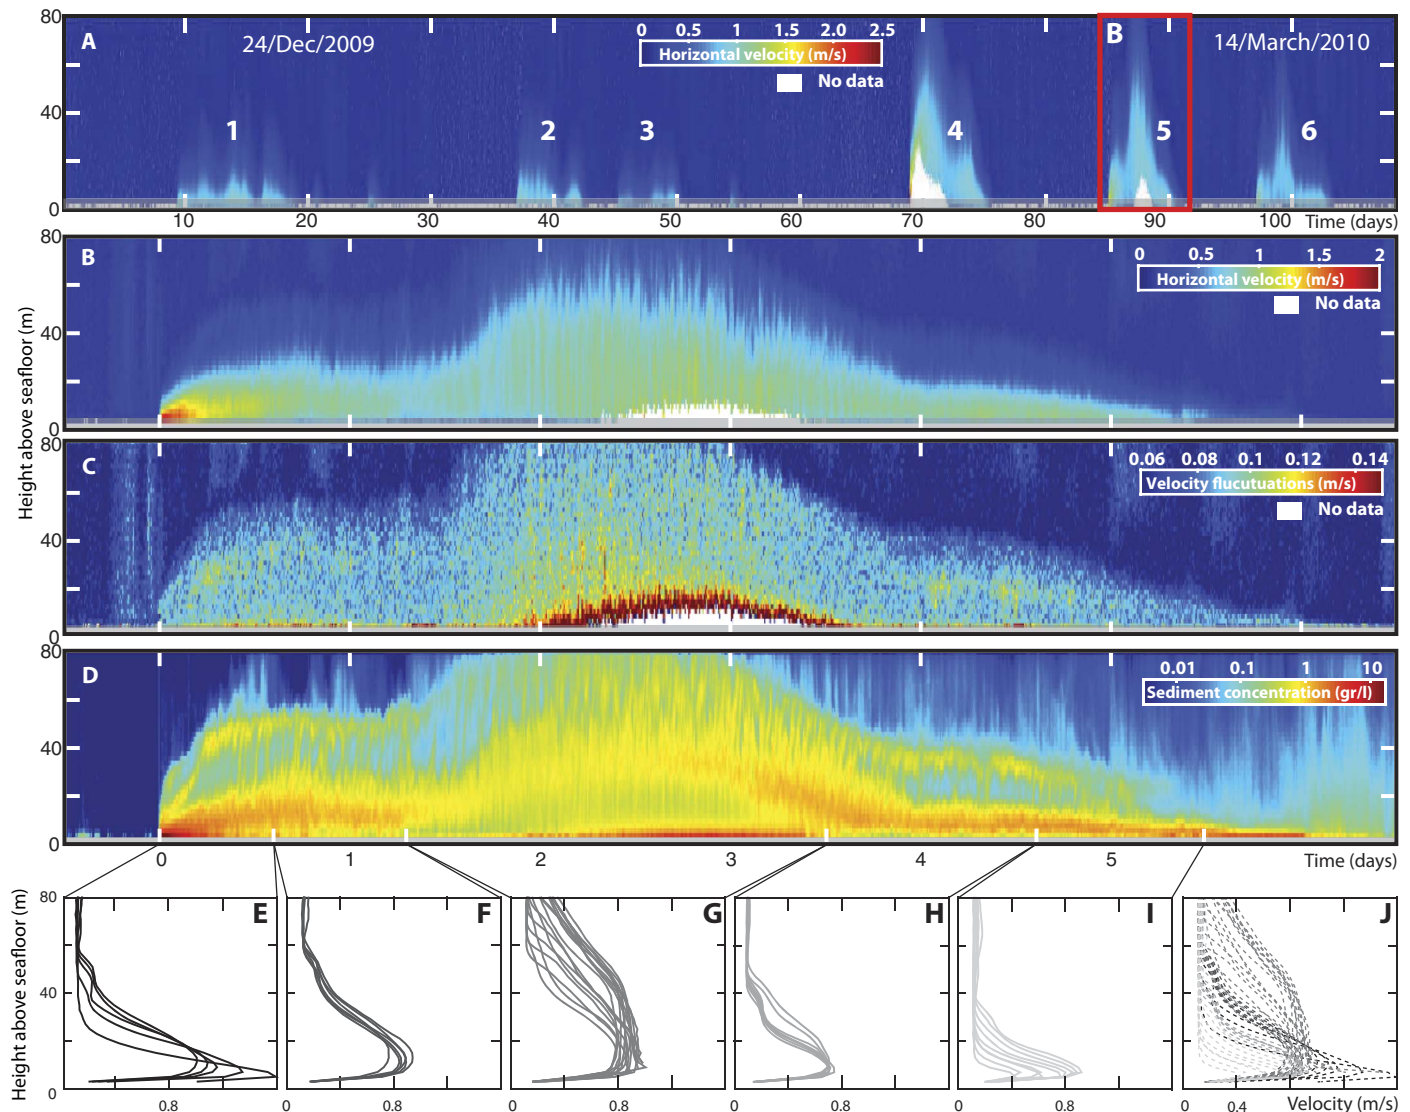 80
A
24/Dec/2009
0 0.5 1 1.5 2.0 2.5
Horizontal velocity (m/s)
No data
B
14/March/2010
40
1 2 3 4 5 6
0
10 20 30 40 50 60 70 80 90 100 Time (days)
80
B
0 0.5 1 1.5 2
Horizontal velocity (m/s)
No data
40
0
Height above seafloor (m)
80
C
0.06 0.08 0.1 0.12 0.14
Velocity flucutuations (m/s)
No data
40
0
80
D
0.01 0.1 1 10
Sediment concentration (gr/l)
40
0
0 1 2 3 4 5 Time (days)
Height above seafloor (m)
80
40
0
E F G H I J
0.8 0 0.8 0 0.8 0 0.8 0 0.8 0 0.4 Velocity (m/s)